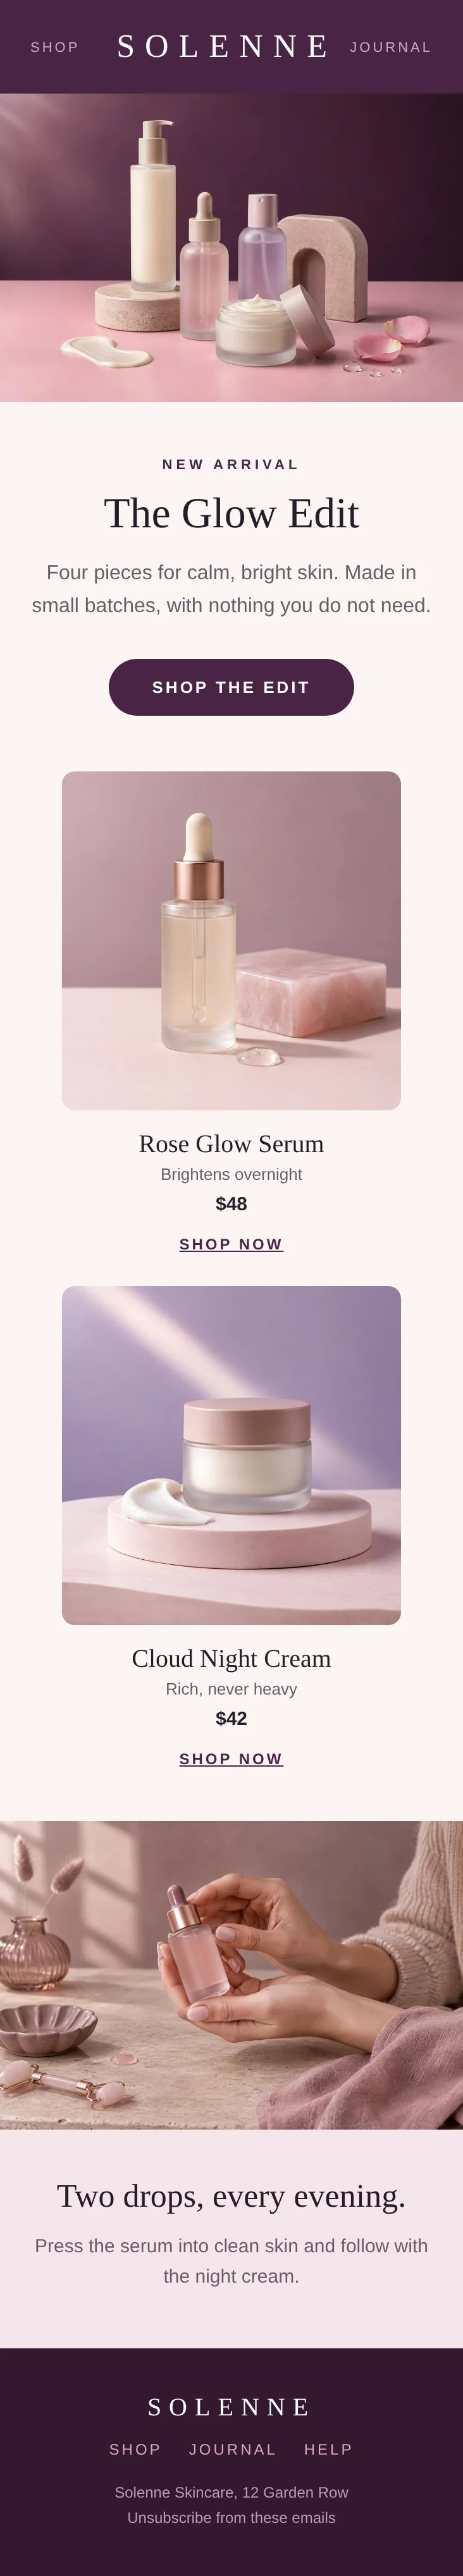 SHOP SOLENNE JOURNAL
NEW ARRIVAL
The Glow Edit
Four pieces for calm, bright skin. Made in
small batches, with nothing you do not need.
SHOP THE EDIT
Rose Glow Serum
Brightens overnight
$48
SHOP NOW
Cloud Night Cream
Rich, never heavy
$42
SHOP NOW
Two drops, every evening.
Press the serum into clean skin and follow with
the night cream.
SOLENNE
SHOP JOURNAL HELP
Solenne Skincare, 12 Garden Row
Unsubscribe from these emails